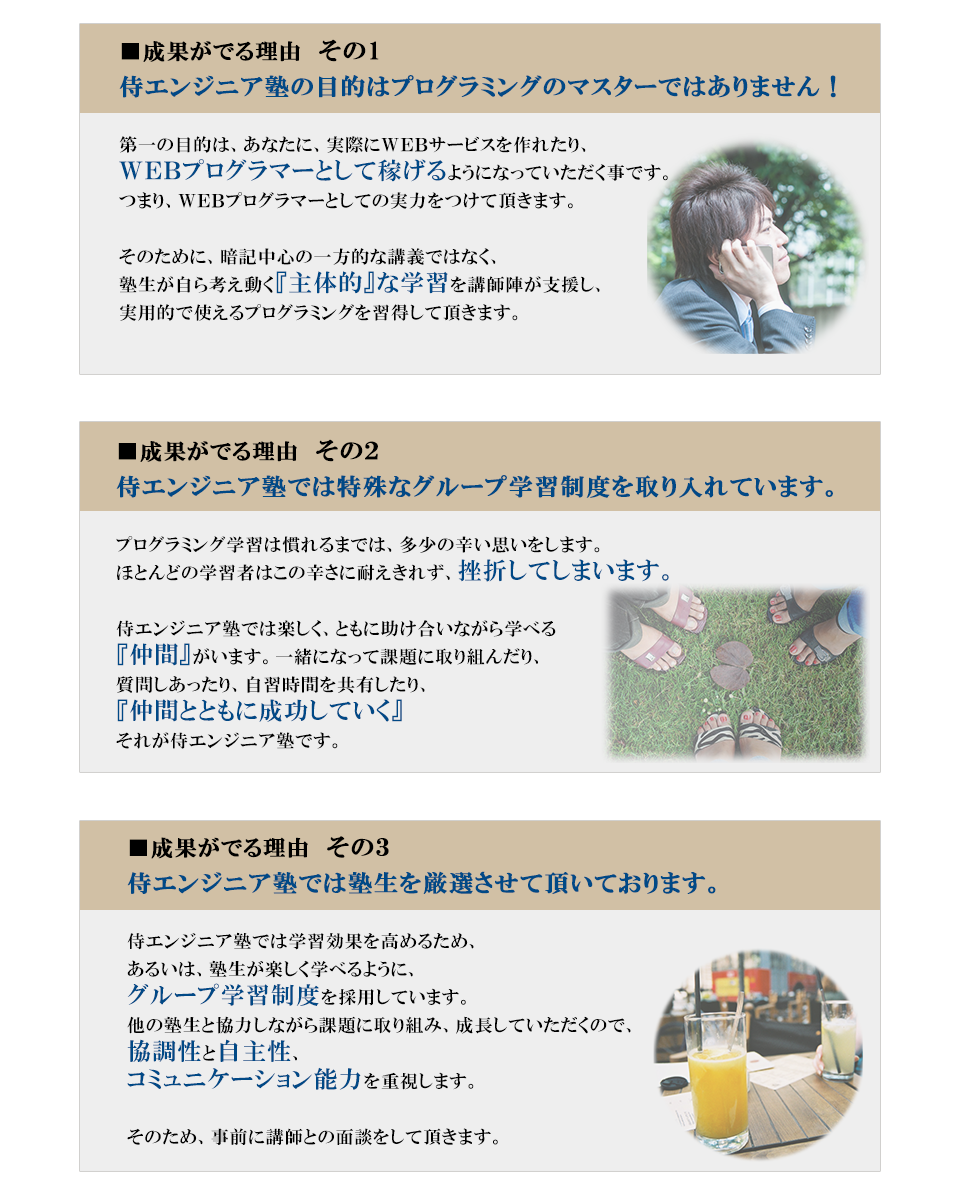 ■成果がでる理由 その1
侍エンジニア塾の目的はプログラミングのマスターではありません！
第一の目的は、あなたに、実際にWEBサービスを作れたり、
WEBプログラマーとして稼げるようになっていただく事です。
つまり、WEBプログラマーとしての実力をつけて頂きます。
そのために、暗記中心の一方的な講義ではなく、
塾生が自ら考え動く『主体的』な学習を講師陣が支援し、
実用的で使えるプログラミングを習得して頂きます。
■成果がでる理由 その2
侍エンジニア塾では特殊なグループ学習制度を取り入れています。
プログラミング学習は慣れるまでは、多少の辛い思いをします。
ほとんどの学習者はこの辛さに耐えきれず、挫折してしまいます。
侍エンジニア塾では楽しく、ともに助け合いながら学べる
『仲間』がいます。一緒になって課題に取り組んだり、
質問しあったり、自習時間を共有したり、
『仲間とともに成功していく』
それが侍エンジニア塾です。
■成果がでる理由 その3
侍エンジニア塾では塾生を厳選させて頂いております。
侍エンジニア塾では学習効果を高めるため、
あるいは、塾生が楽しく学べるように、
グループ学習制度を採用しています。
他の塾生と協力しながら課題に取り組み、成長していただくので、
協調性と自主性、
コミュニケーション能力を重視します。
そのため、事前に講師との面談をして頂きます。